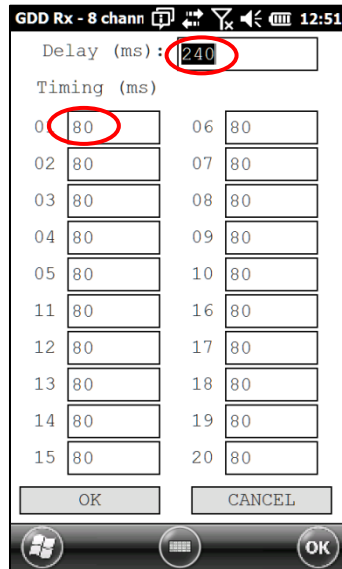 GDD Rx - 8 chann 12:51
Delay (ms): 240
Timing (ms)
01 80 06 80
02 80 07 80
03 80 08 80
04 80 09 80
05 80 10 80
11 80 16 80
12 80 17 80
13 80 18 80
14 80 19 80
15 80 20 80
OK CANCEL
OK